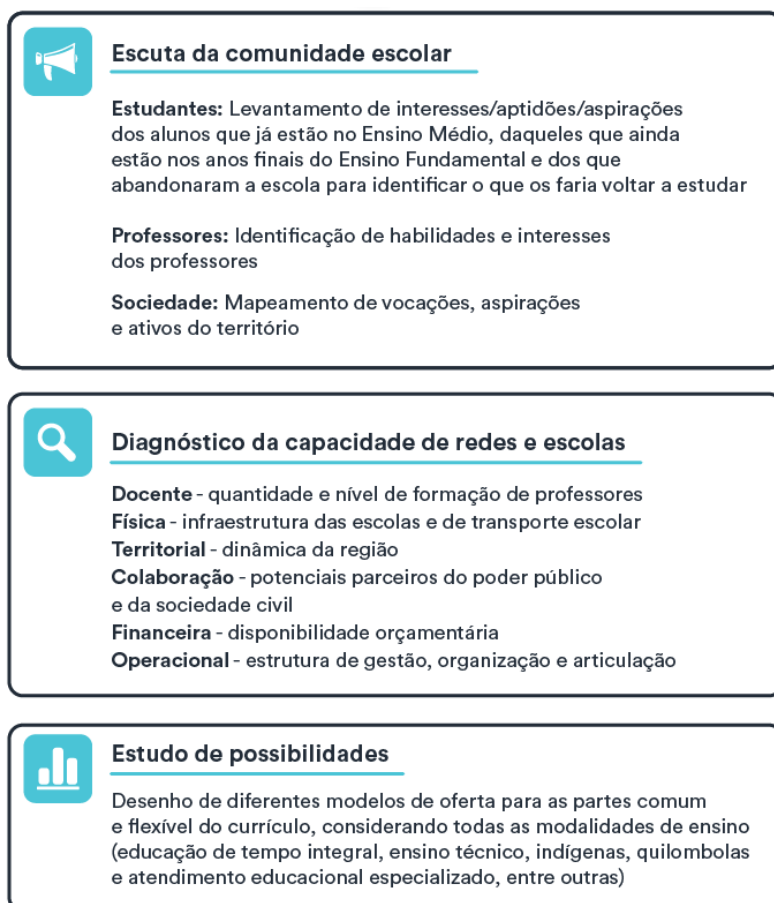 Escuta da comunidade escolar
Estudantes: Levantamento de interesses/aptidões/aspirações
dos alunos que já estão no Ensino Médio, daqueles que ainda
estão nos anos finais do Ensino Fundamental e dos que
abandonaram a escola para identificar o que os faria voltar a estudar
Professores: Identificação de habilidades e interesses
dos professores
Sociedade: Mapeamento de vocações, aspirações
e ativos do território
Diagnóstico da capacidade de redes e escolas
Docente - quantidade e nível de formação de professores
Física - infraestrutura das escolas e de transporte escolar
Territorial - dinâmica da região
Colaboração - potenciais parceiros do poder público
e da sociedade civil
Financeira - disponibilidade orçamentária
Operacional - estrutura de gestão, organização e articulação
Estudo de possibilidades
Desenho de diferentes modelos de oferta para as partes comum
e flexível do currículo, considerando todas as modalidades de ensino
(educação de tempo integral, ensino técnico, indígenas, quilombolas
e atendimento educacional especializado, entre outras)